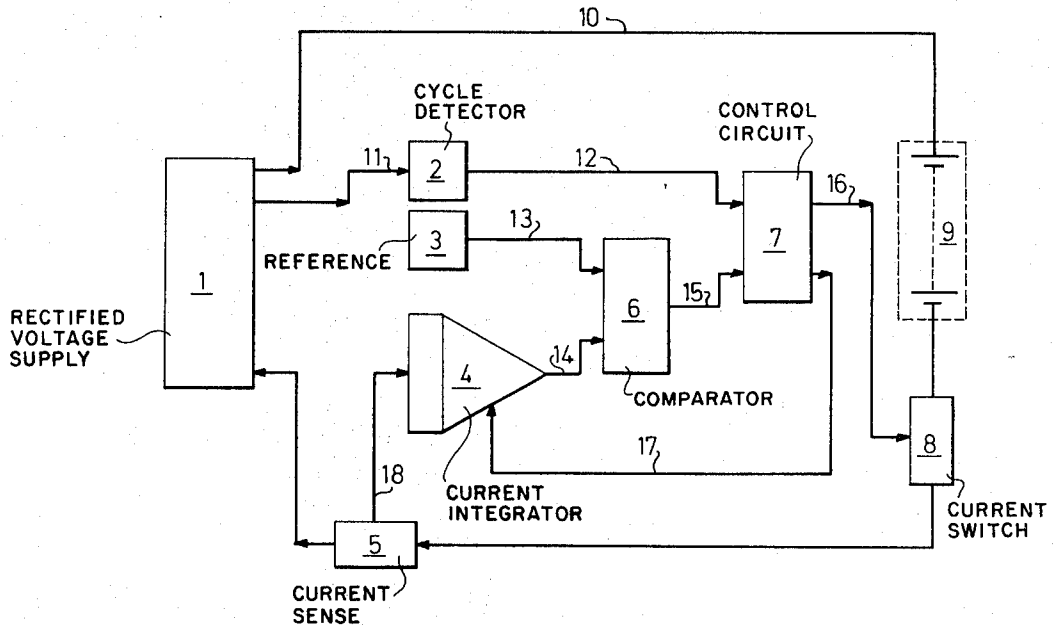 10
CYCLE
DETECTOR
CONTROL
CIRCUIT
11
2
12
16
13
3
REFERENCE
7
9
1
6
15
RECTIFIED
VOLTAGE
SUPPLY
14
4
COMPARATOR
8
17
18
CURRENT
INTEGRATOR
CURRENT
SWITCH
5
CURRENT
SENSE